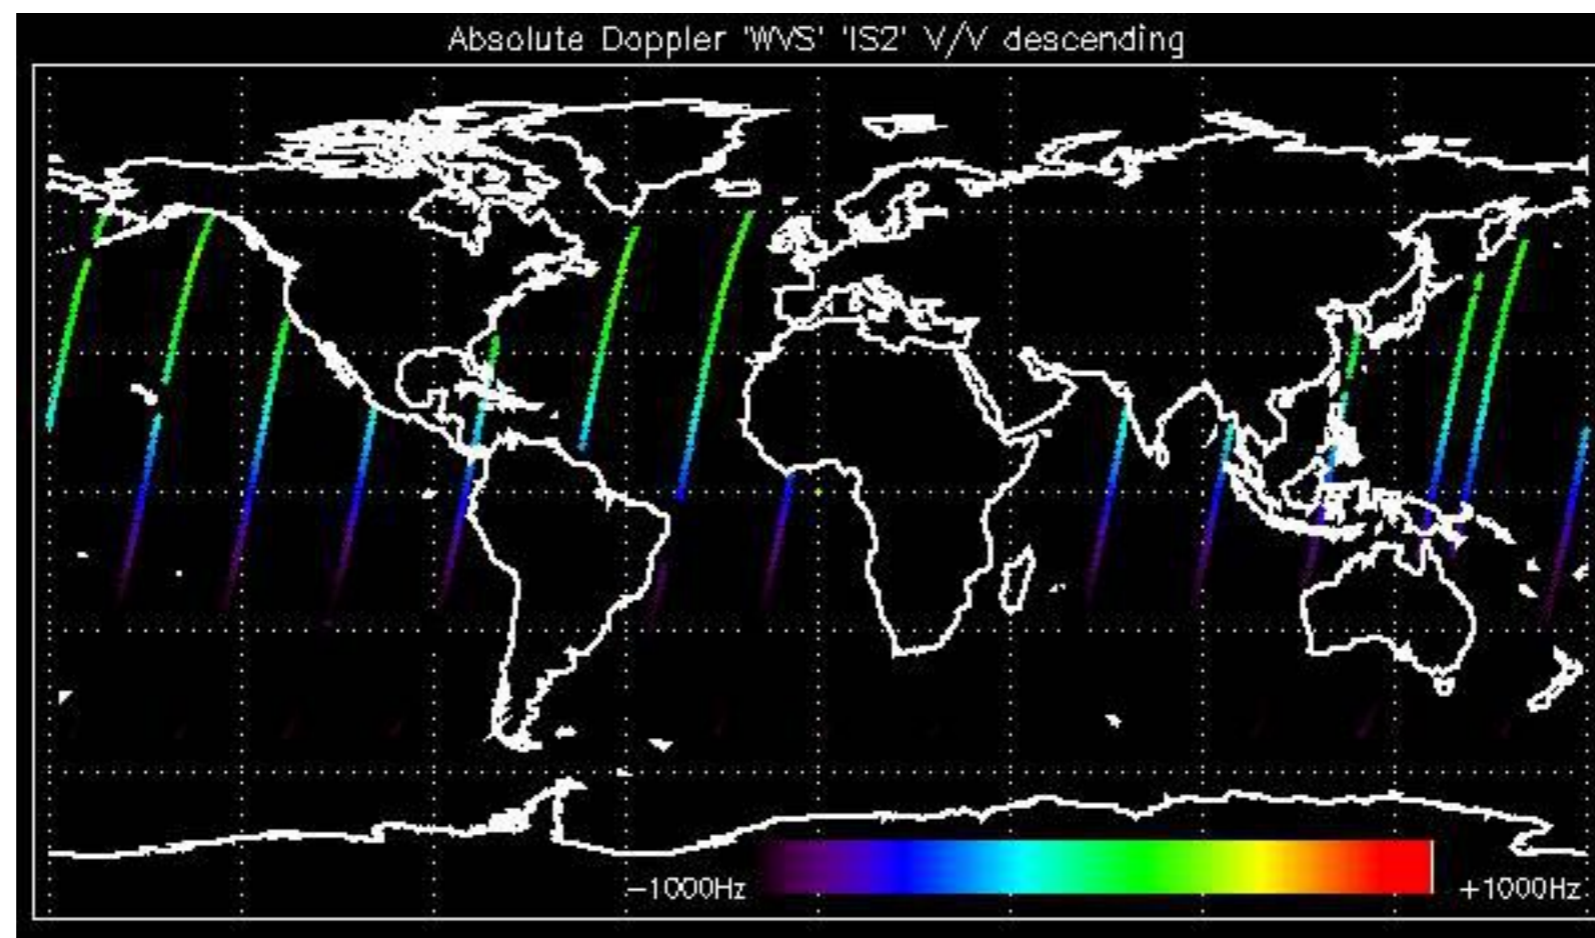 Absolute Doppler 'WVS' 'IS2' V/V descending
−1000Hz
+1000Hz